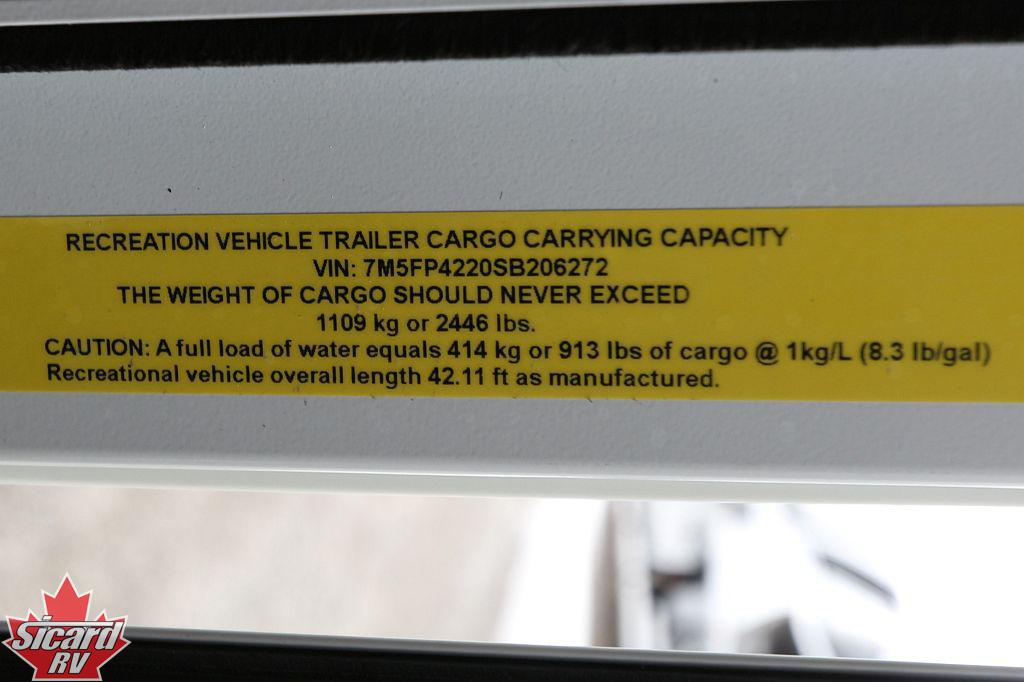 RECREATION VEHICLE TRAILER CARGO CARRYING CAPACITY
VIN: 7M5FP4220SB206272
THE WEIGHT OF CARGO SHOULD NEVER EXCEED
1109 kg or 2446 lbs.
CAUTION: A full load of water equals 414 kg or 913 lbs of cargo @ 1kg/L (8.3 lb/gal)
Recreational vehicle overall length 42.11 ft as manufactured.
Sicard
RV